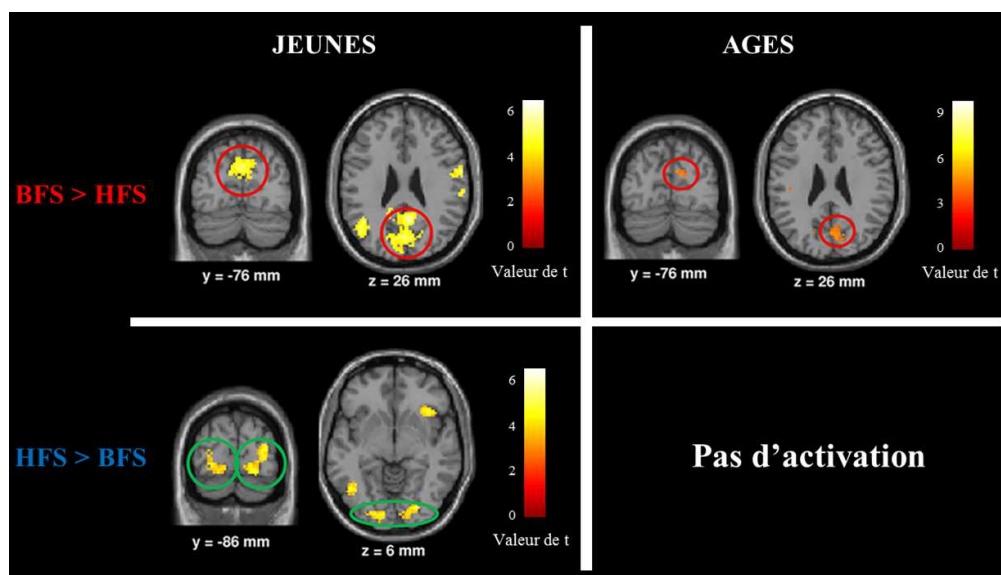 JEUNES
AGES
BFS > HFS
6
4
2
0
Valeur de t
y = -76 mm
z = 26 mm
9
6
3
0
Valeur de t
y = -76 mm
z = 26 mm
HFS > BFS
6
4
2
0
Valeur de t
y = -86 mm
z = 6 mm
Pas d’activation